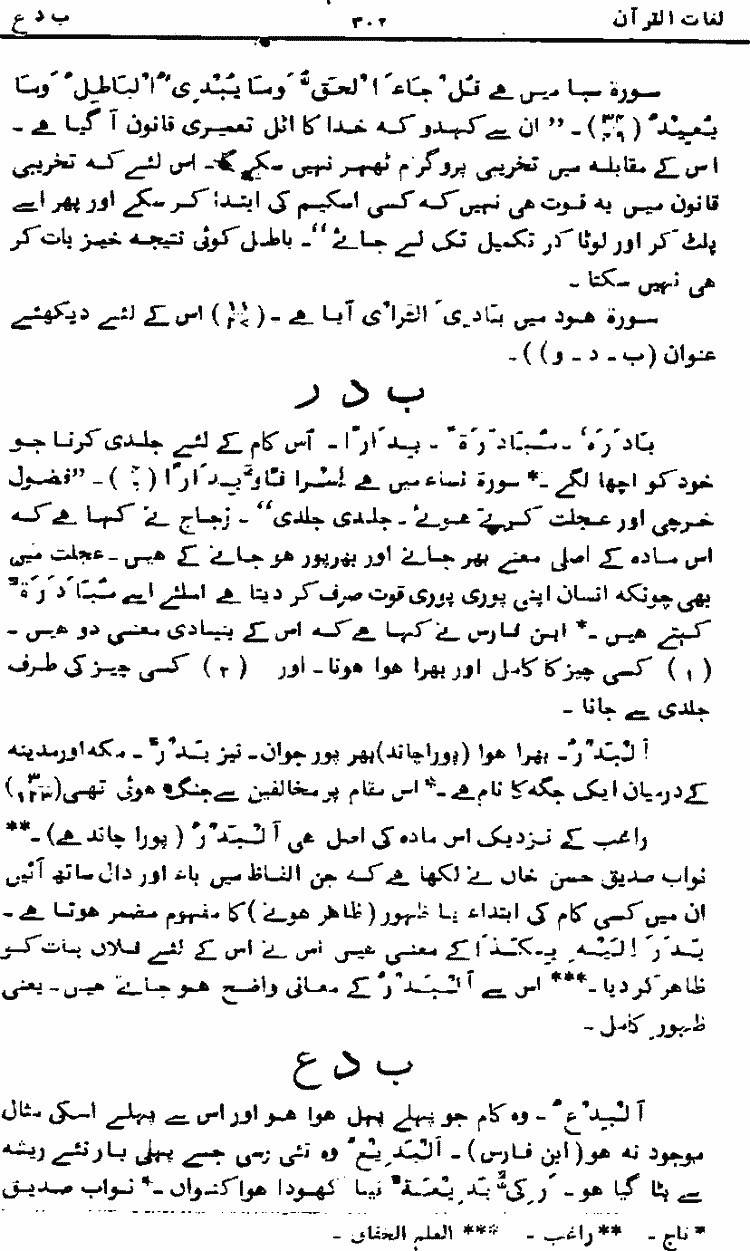 لغات القرآن ۳۰۲ ب د ع
سورۃ سبا میں ہے قُلْ جَاءَ الْحَقُّ وَمَا يُبْدِئُ الْبَاطِلُ وَمَا
يُعِيدُ (۳۴/۴۹) ۔ ” ان سے کہدو کہ خدا کا اٹل تعمیری قانون آ گیا ہے ۔
اس کے مقابلہ میں تخریبی پروگرام ٹھہر نہیں سکے گا ۔ اس لئے کہ تخریبی
قانون میں یہ قوت ہی نہیں کہ کسی اسکیم کی ابتداٴ کر سکے اور پھر اسے
پلٹ کر اور لوٹا کر تکمیل تک لے جائے “ ۔ باطل کوئی نتیجہ خیز بات کر
ہی نہیں سکتا ۔
سورۃ ہود میں بَادِیَ الرَّاْیِ آیا ہے ۔ (۱۱/۲۷) اس کے لئے دیکھئے
عنوان (ب ۔ د ۔ و)) ۔
ب د ر
بَادَرَہٗ ۔ مُبَادَرَۃً ۔ بِدَارًا ۔ اس کام کے لئے جلدی کرنا جو
خود کو اچھا لگے ۔* سورۃ نساء میں ہے اِسْرَافًا وَّبِدَارًا (۴/۶) ۔ ” فضول
خرچی اور عجلت کرتے ہوئے ۔ جلدی جلدی “ ۔ زجاج نے کہا ہے کہ
اس مادہ کے اصلی معنے بھر جانے اور بھرپور ہو جانے کے ہیں ۔ عجلت میں
بھی چونکہ انسان اپنی پوری پوری قوت صرف کر دیتا ہے اسلئے اسے مُبَادَرَۃٌ
کہتے ہیں ۔* ابن فارس نے کہا ہے کہ اس کے بنیادی معنی دو ہیں ۔
(۱) کسی چیز کا کامل اور بھرا ہوا ہونا ۔ اور (۲) کسی چیز کی طرف
جلدی سے جانا ۔
اَلْبَدْرُ ۔ بھرا ہوا (پورا چاند) بھر پور جوان ۔ نیز بَدْرٌ ۔ مکہ اور مدینہ
کے درمیان ایک جگہ کا نام ہے ۔* اس مقام پر مخالفین سے جنگ ہوئی تھی (۳/۱۲۳)
راغب کے نزدیک اس مادہ کی اصل ہی اَلْبَدْرُ (پورا چاند ہے) ۔**
نواب صدیق حسن خاں نے لکھا ہے کہ جن الفاظ میں باء اور دال ساتھ آئیں
ان میں کسی کام کی ابتداء یا ظہور (ظاہر ہونے) کا مفہوم مضمر ہوتا ہے ۔
بَدَرَ اِلَیْہِ بِکَذَا کے معنی ہیں اس نے اس کے لئے فلاں بات کو
ظاہر کر دیا ۔*** اس سے اَلْبَدْرُ کے معانی واضح ہو جاتے ہیں ۔ یعنی
ظہورِ کامل ۔
ب د ع
اَلْبِدْعُ ۔ وہ کام جو پہلے پہل ہوا ہو اور اس سے پہلے اسکی مثال
موجود نہ ہو (ابن فارس) ۔ اَلْبَدِیْعُ وہ نئی رسی جسے پہلی بار نئے ریشہ
سے بٹا گیا ہو ۔ رَکِیٌّ بَدِیْعَۃٌ نیا کھودا ہوا کنواں ۔* نواب صدیق
* تاج ۔ ** راغب ۔ *** العلم الخفاق ۔